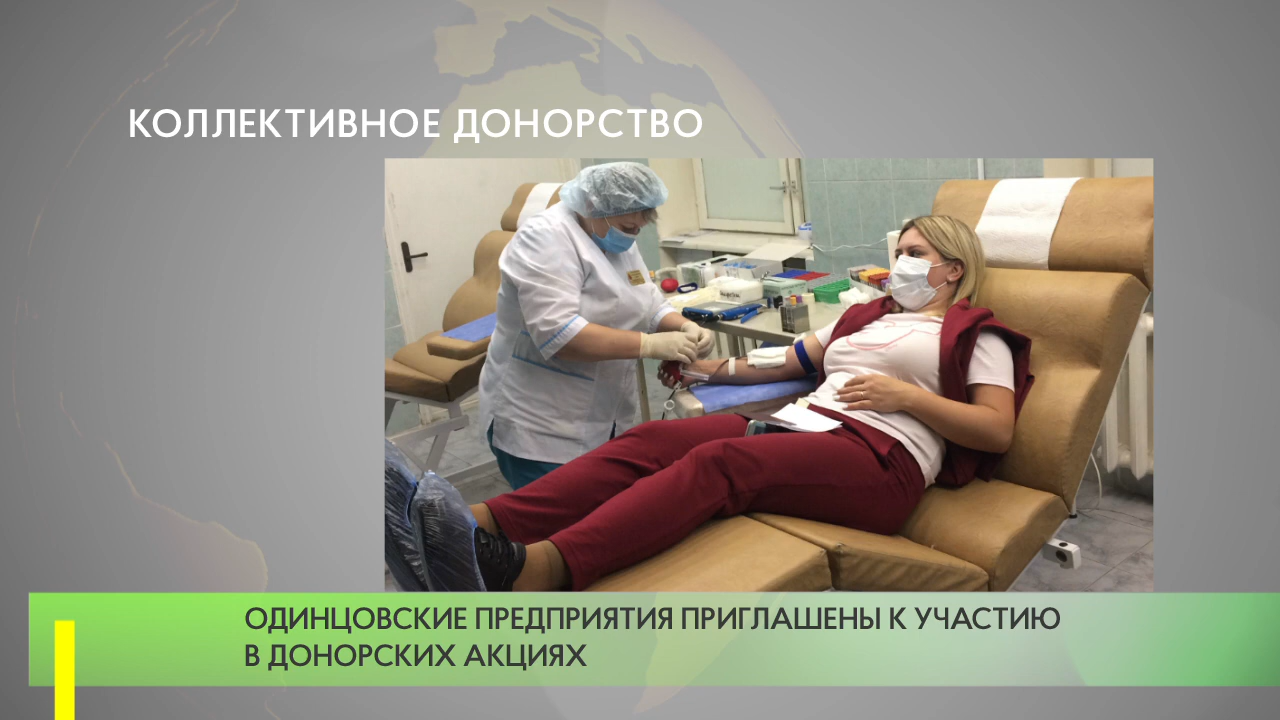 КОЛЛЕКТИВНОЕ ДОНОРСТВО
ОДИНЦОВСКИЕ ПРЕДПРИЯТИЯ ПРИГЛАШЕНЫ К УЧАСТИЮ
В ДОНОРСКИХ АКЦИЯХ